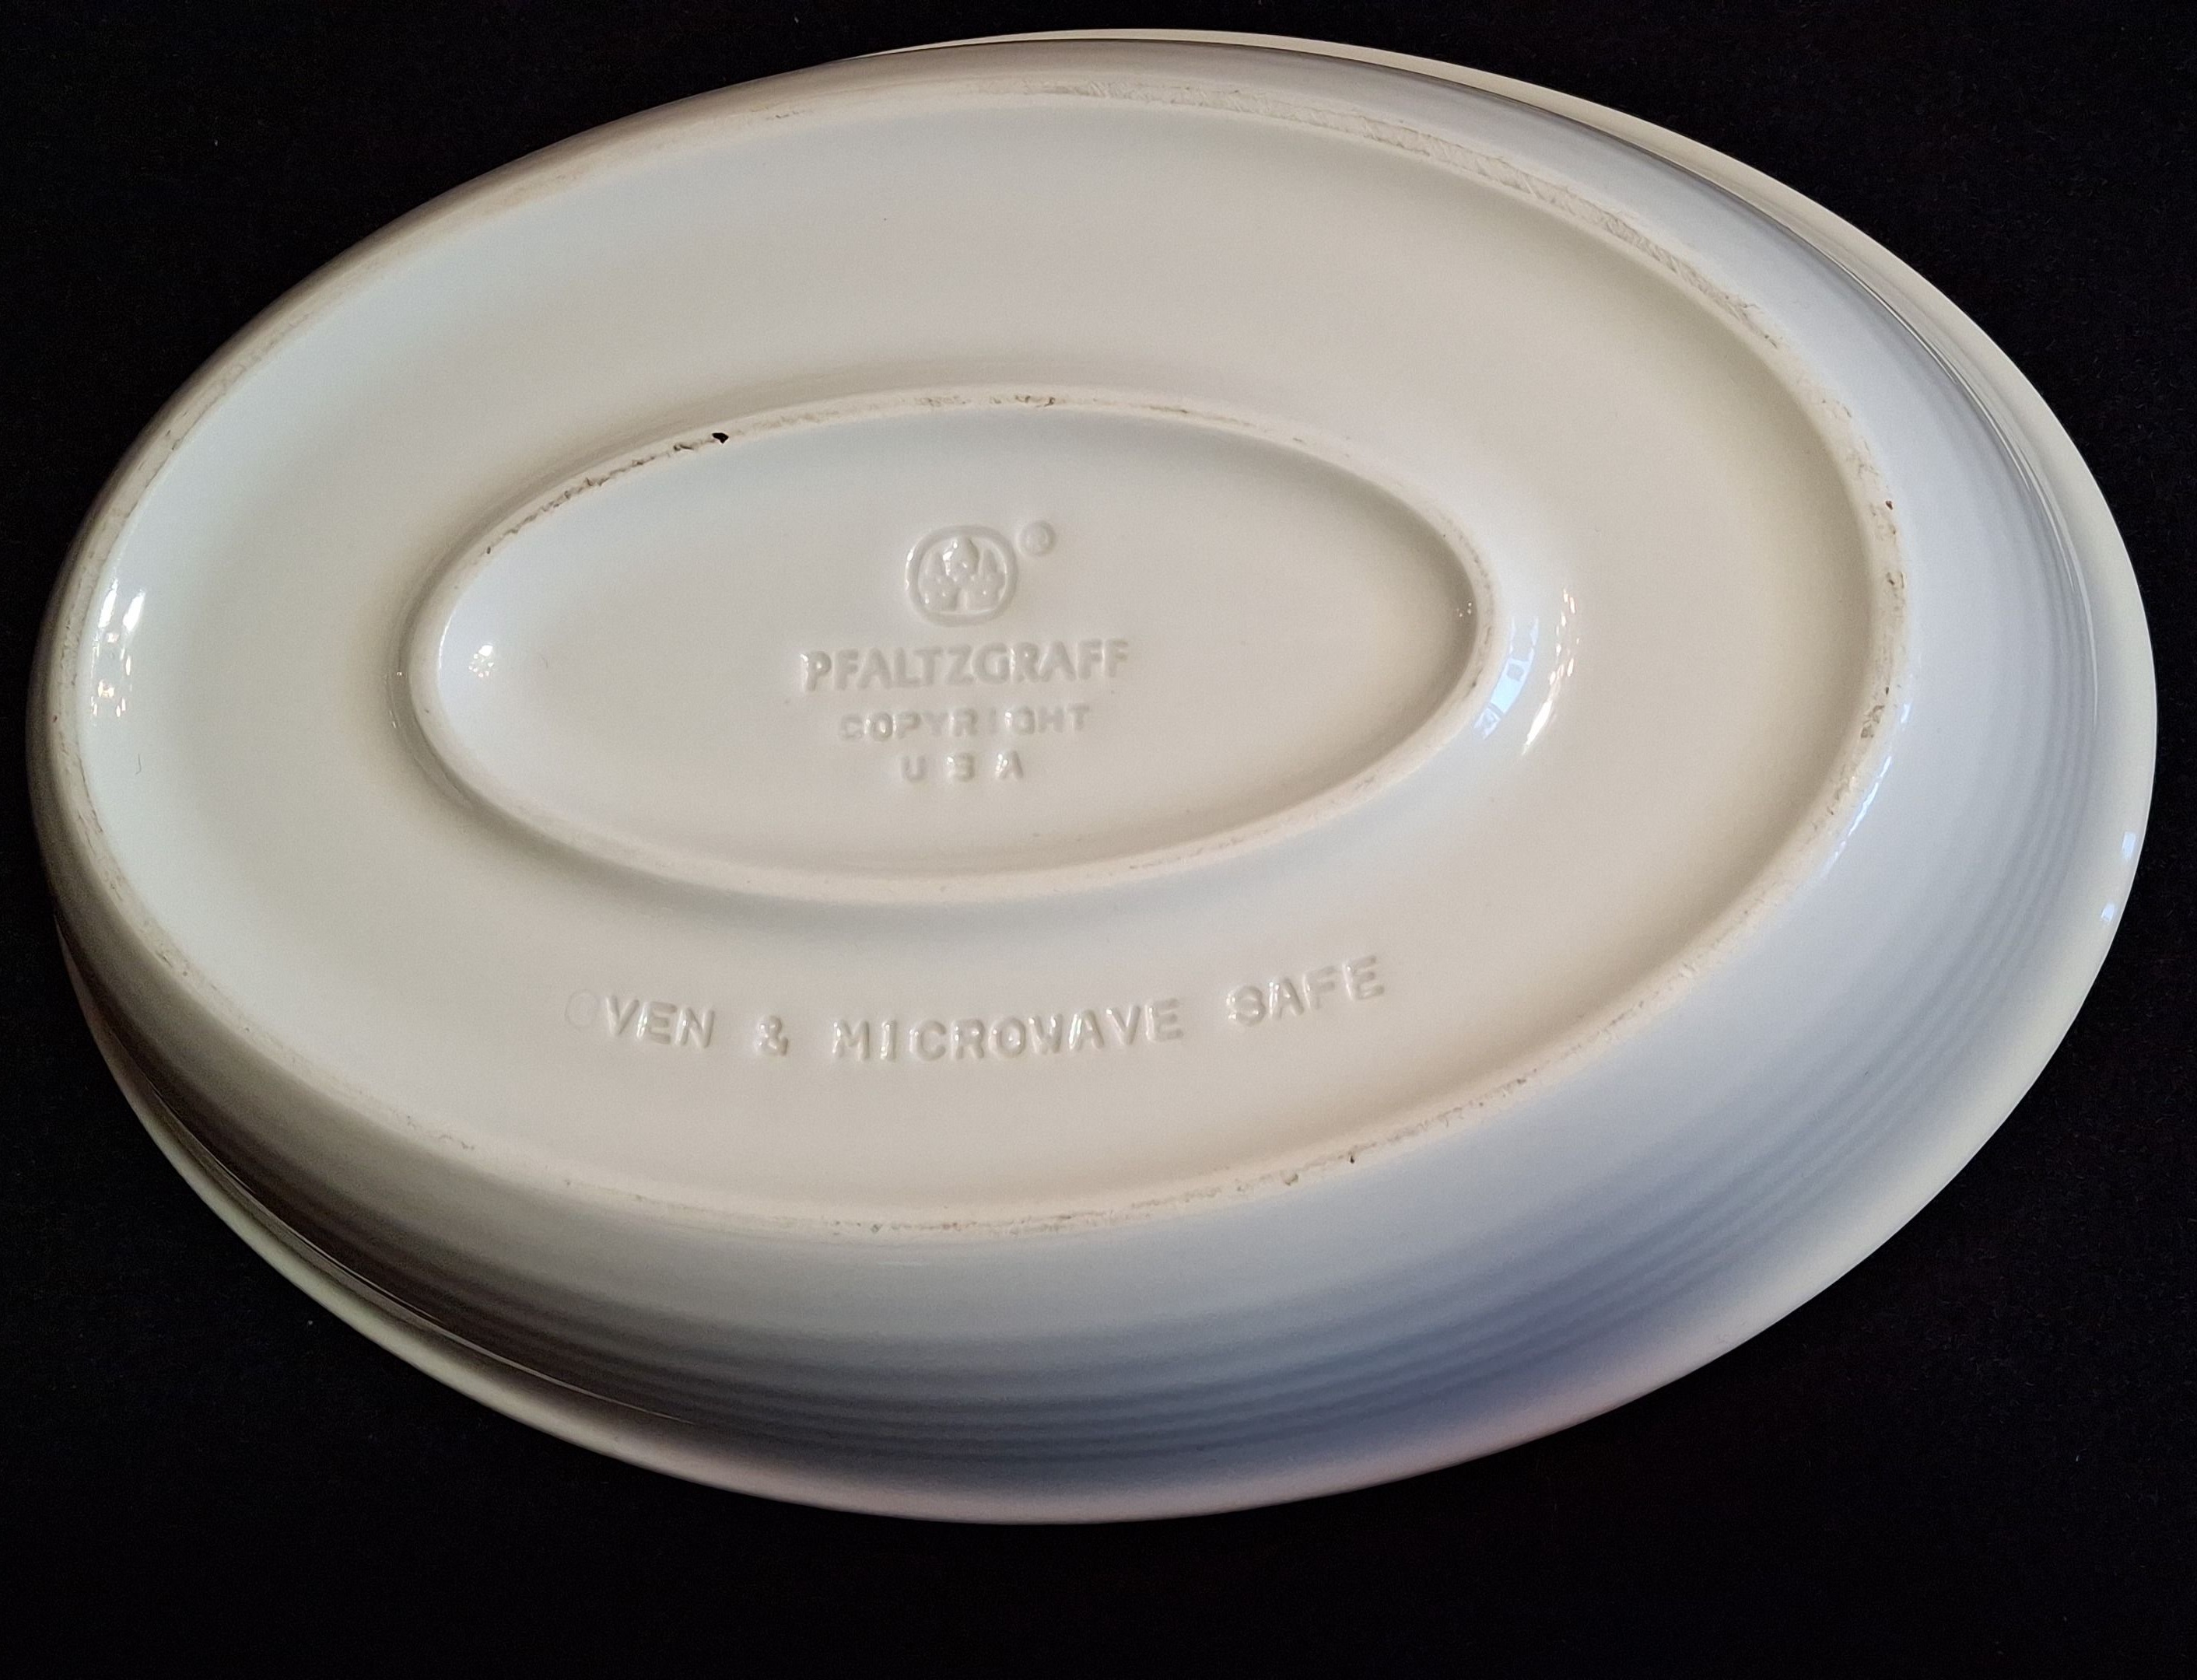 ®
PFALTZGRAFF
COPYRIGHT
USA
OVEN & MICROWAVE SAFE